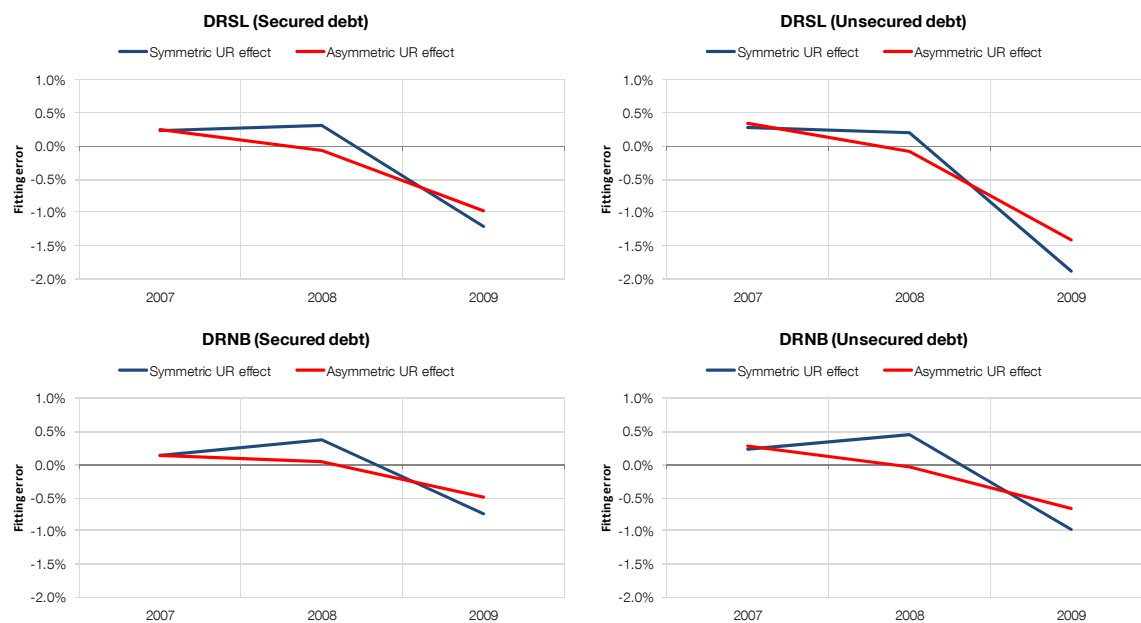 DRSL (Secured debt)
Symmetric UR effect
Asymmetric UR effect
Fitting error
1.0%
0.5%
0.0%
-0.5%
-1.0%
-1.5%
-2.0%
2007
2008
2009
DRSL (Unsecured debt)
Symmetric UR effect
Asymmetric UR effect
Fitting error
1.0%
0.5%
0.0%
-0.5%
-1.0%
-1.5%
-2.0%
2007
2008
2009
DRNB (Secured debt)
Symmetric UR effect
Asymmetric UR effect
Fitting error
1.0%
0.5%
0.0%
-0.5%
-1.0%
-1.5%
-2.0%
2007
2008
2009
DRNB (Unsecured debt)
Symmetric UR effect
Asymmetric UR effect
Fitting error
1.0%
0.5%
0.0%
-0.5%
-1.0%
-1.5%
-2.0%
2007
2008
2009